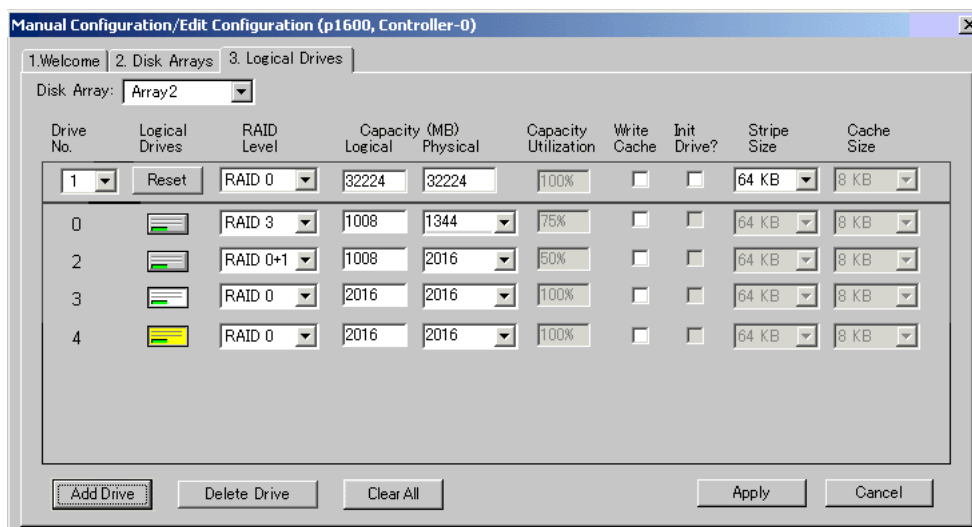 Manual Configuration/Edit Configuration (p1600, Controller-0)
1.Welcome 2. Disk Arrays 3. Logical Drives
Disk Array: Array2
Drive No. Logical Drives RAID Level Capacity (MB) Logical Physical Capacity Utilization Write Cache Init Drive? Stripe Size Cache Size
1 Reset RAID 0 32224 32224 100% 64 KB 8 KB
0 RAID 3 1008 1344 75% 64 KB 8 KB
2 RAID 0+1 1008 2016 50% 64 KB 8 KB
3 RAID 0 2016 2016 100% 64 KB 8 KB
4 RAID 0 2016 2016 100% 64 KB 8 KB
Add Drive Delete Drive Clear All Apply Cancel